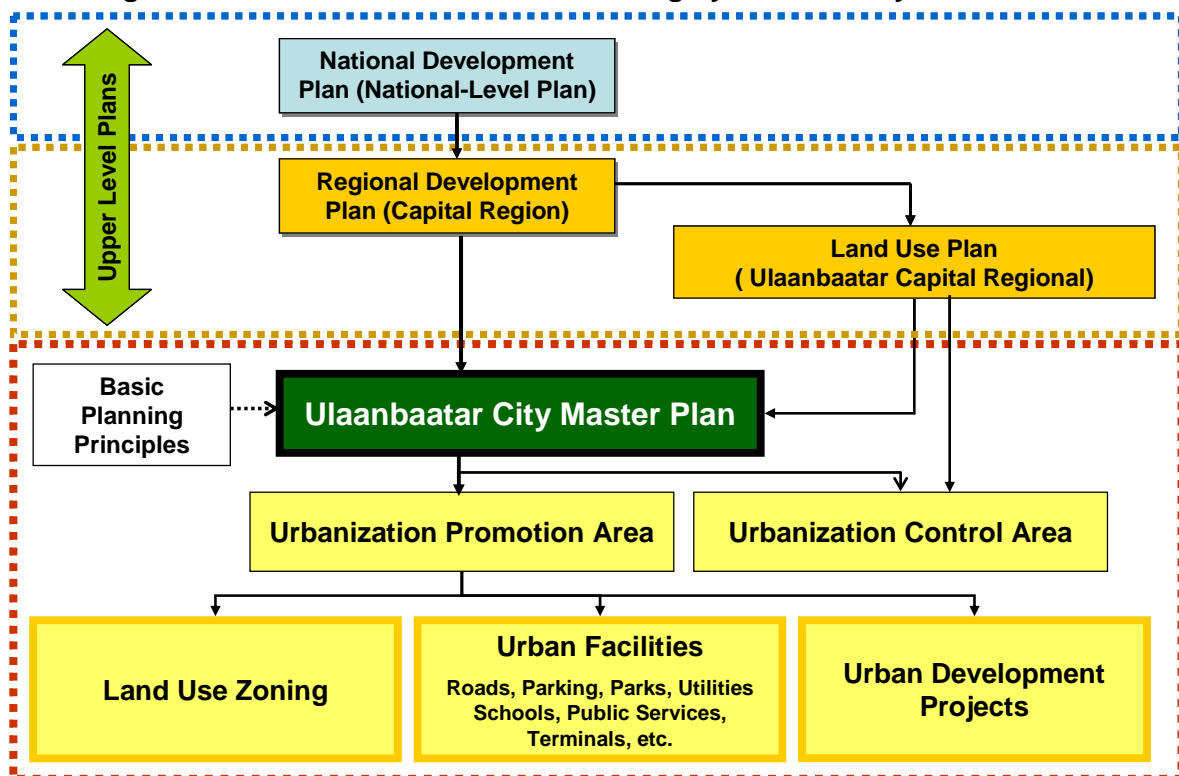 National Development
Plan (National-Level Plan)
Upper Level Plans
Regional Development
Plan (Capital Region)
Land Use Plan
( Ulaanbaatar Capital Regional)
Basic
Planning
Principles
Ulaanbaatar City Master Plan
Urbanization Promotion Area
Urbanization Control Area
Land Use Zoning
Urban Facilities
Roads, Parking, Parks, Utilities
Schools, Public Services,
Terminals, etc.
Urban Development
Projects